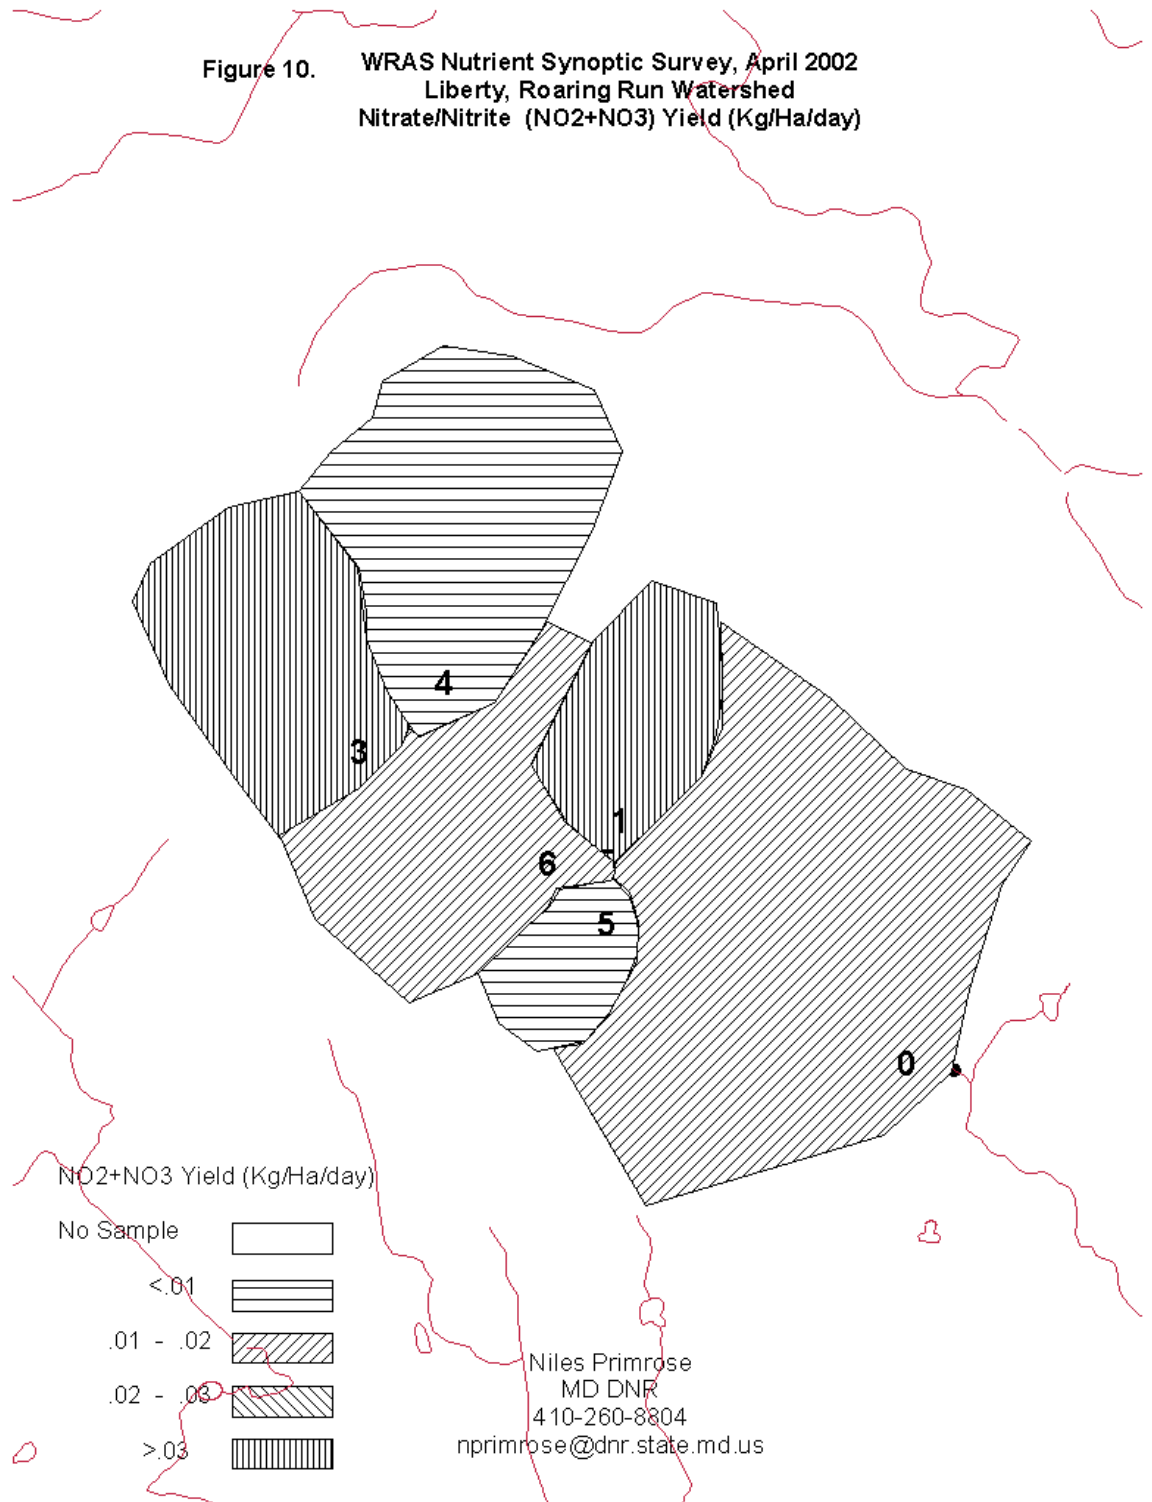 Figure 10.
WRAS Nutrient Synoptic Survey, April 2002
Liberty, Roaring Run Watershed
Nitrate/Nitrite (NO2+NO3) Yield (Kg/Ha/day)
4
3
1
6
5
0
NO2+NO3 Yield (Kg/Ha/day)
No Sample
<.01
.01 - .02
.02 - .03
>.03
Niles Primrose
MD DNR
410-260-8804
nprimrose@dnr.state.md.us